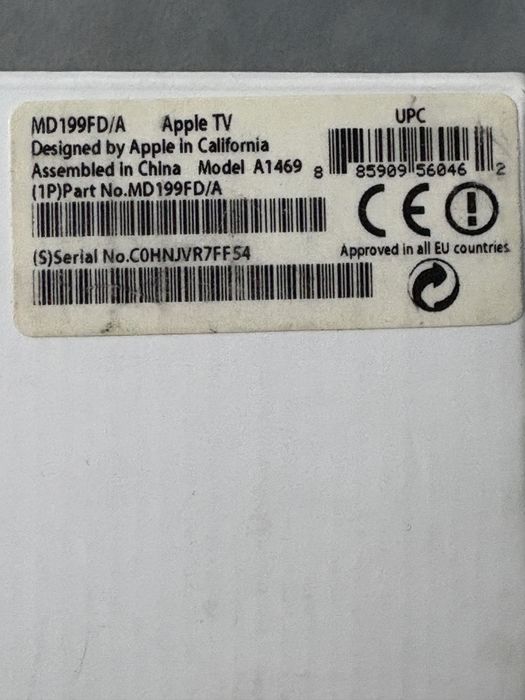 MD199FD/A Apple TV
Designed by Apple in California
Assembled in China Model A1469
(1P)Part No.MD199FD/A
(S)Serial No.C0HNJVR7FF54
UPC
8 85909 56046 2
CE
Approved in all EU countries